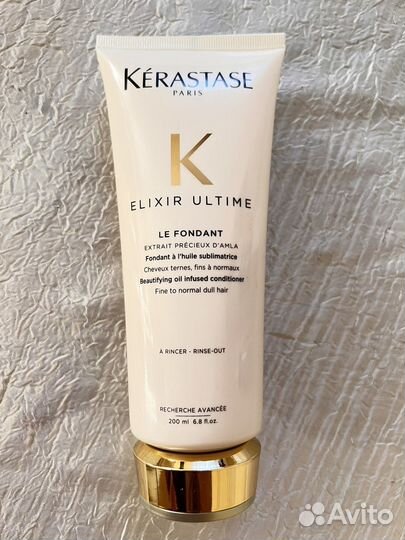 KÉRASTASE
PARIS
K
ELIXIR ULTIME
LE FONDANT
EXTRAIT PRÉCIEUX D'AMLA
Fondant à l'huile sublimatrice
Cheveux ternes, fins à normaux
Beautifying oil infused conditioner
Fine to normal dull hair
A RINCER - RINSE-OUT
RECHERCHE AVANCÉE
200 ml 6.8 fl.oz.
Avito